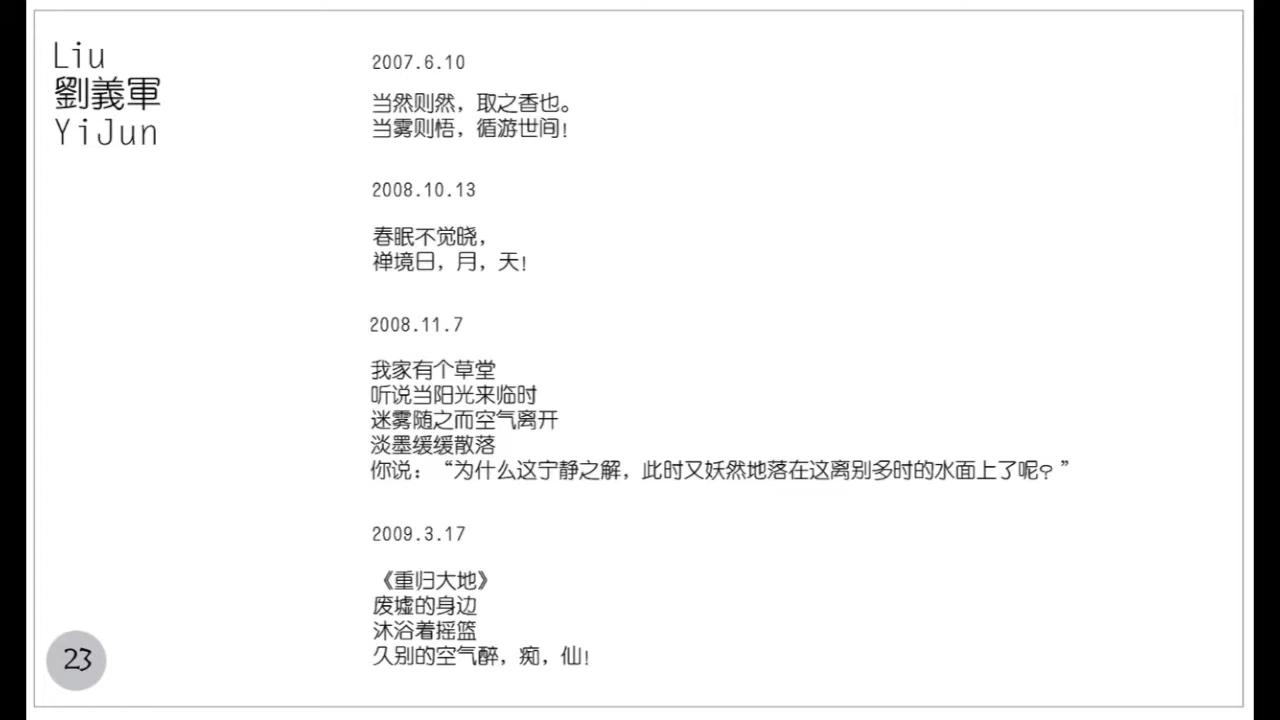 Liu
劉義軍
YiJun
2007.6.10
当然则然，取之香也。
当雾则悟，循游世间！
2008.10.13
春眠不觉晓，
禅境日，月，天！
2008.11.7
我家有个草堂
听说当阳光来临时
迷雾随之而空气离开
淡墨缓缓散落
你说：“为什么这宁静之解，此时又妖然地落在这离别多时的水面上了呢？”
2009.3.17
《重归大地》
废墟的身边
沐浴着摇篮
久别的空气醉，痴，仙！
23